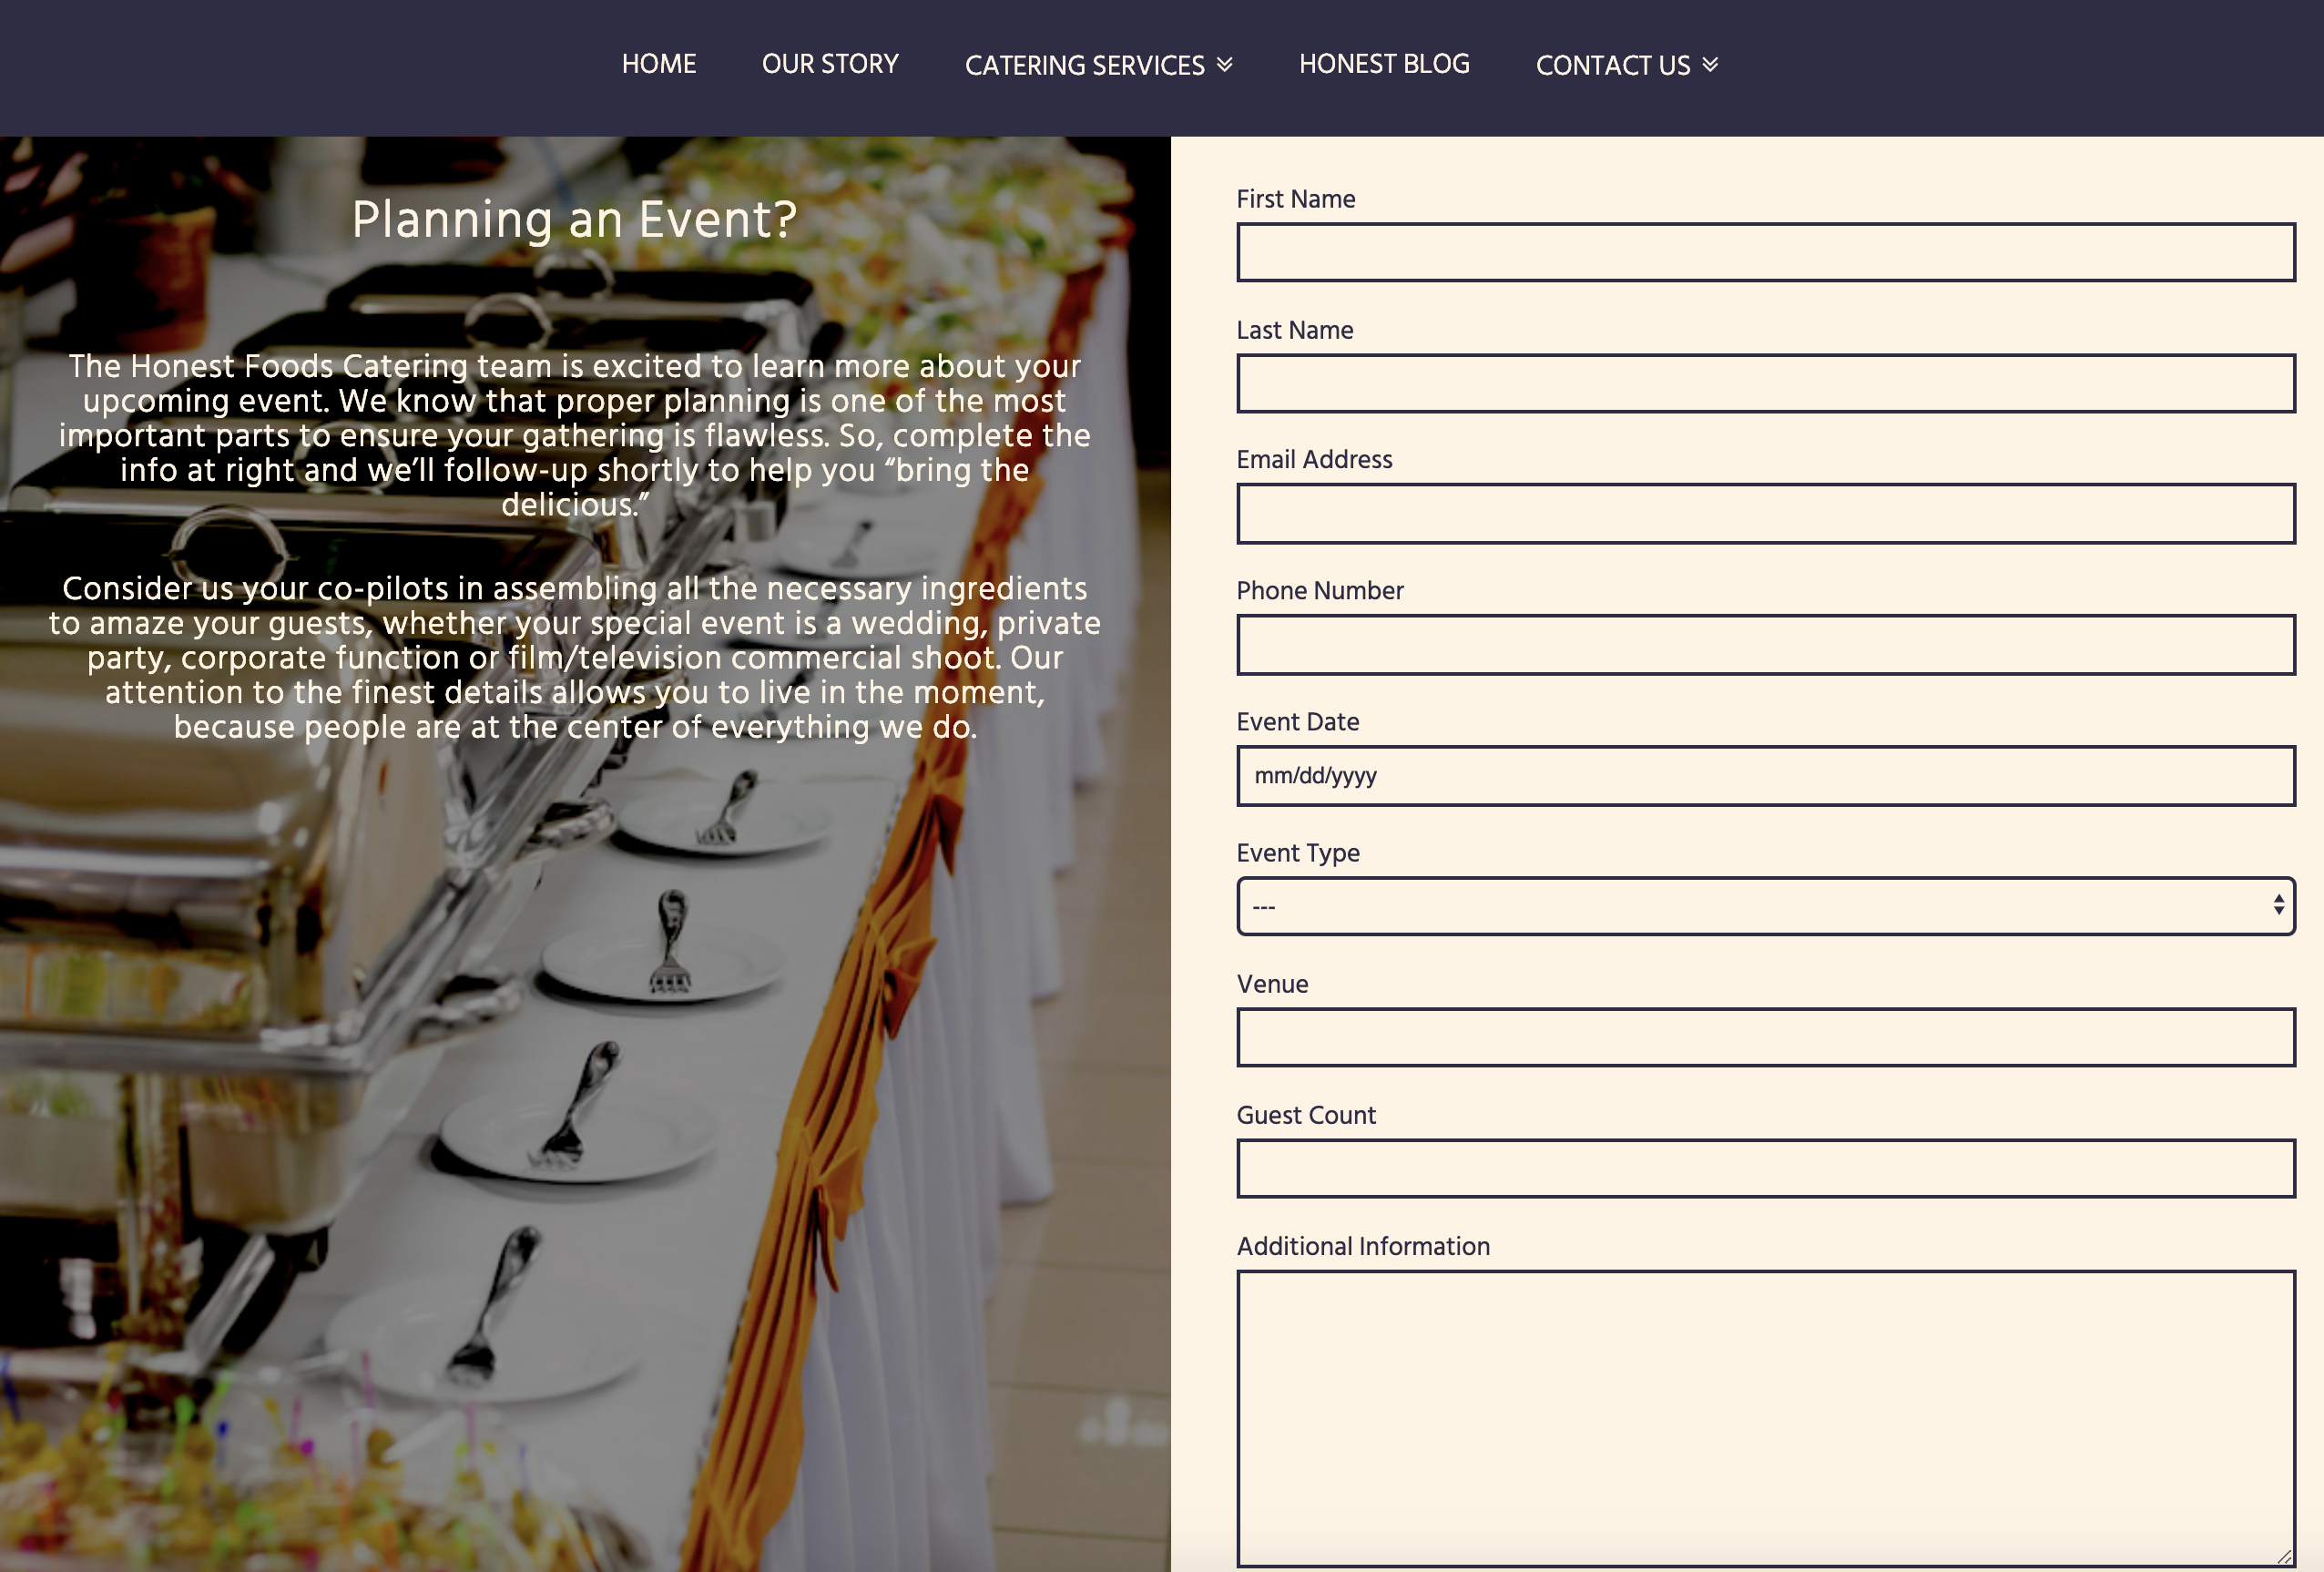 HOME OUR STORY CATERING SERVICES HONEST BLOG CONTACT US
Planning an Event?
The Honest Foods Catering team is excited to learn more about your
upcoming event. We know that proper planning is one of the most
important parts to ensure your gathering is flawless. So, complete the
info at right and we’ll follow-up shortly to help you “bring the
delicious.”
Consider us your co-pilots in assembling all the necessary ingredients
to amaze your guests, whether your special event is a wedding, private
party, corporate function or film/television commercial shoot. Our
attention to the finest details allows you to live in the moment,
because people are at the center of everything we do.
First Name
Last Name
Email Address
Phone Number
Event Date
mm/dd/yyyy
Event Type
---
Venue
Guest Count
Additional Information